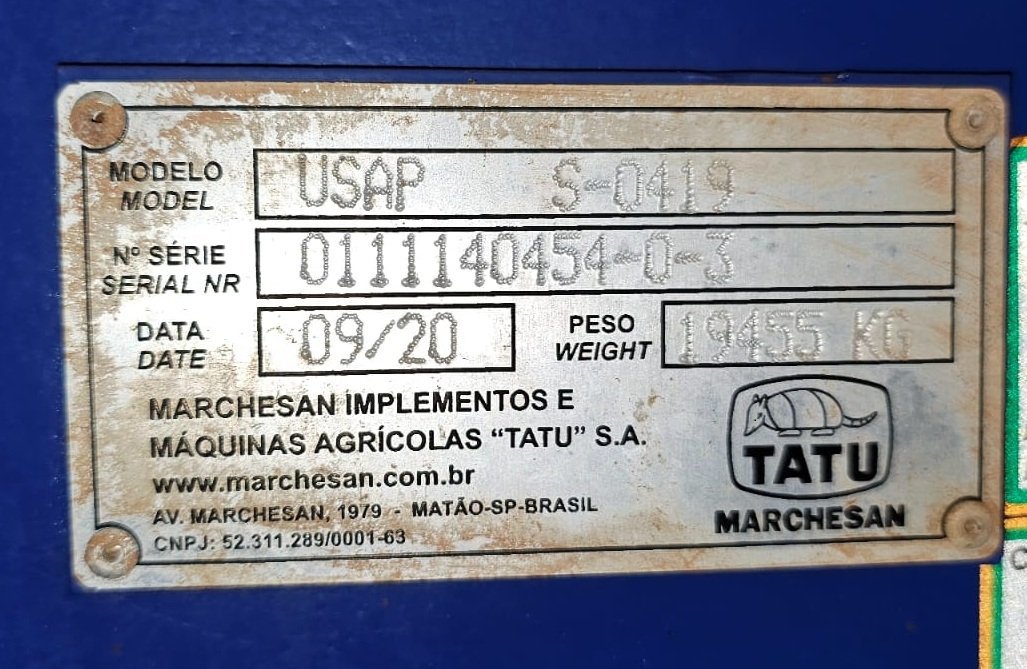 MODELO USAP S-0419
MODEL
Nº SÉRIE 0111140454-0-3
SERIAL NR
DATA 09/20 PESO 19455 KG
DATE WEIGHT
MARCHESAN IMPLEMENTOS E
MÁQUINAS AGRÍCOLAS “TATU” S.A.
www.marchesan.com.br
AV. MARCHESAN, 1979 - MATÃO-SP-BRASIL
CNPJ: 52.311.289/0001-63
TATU
MARCHESAN